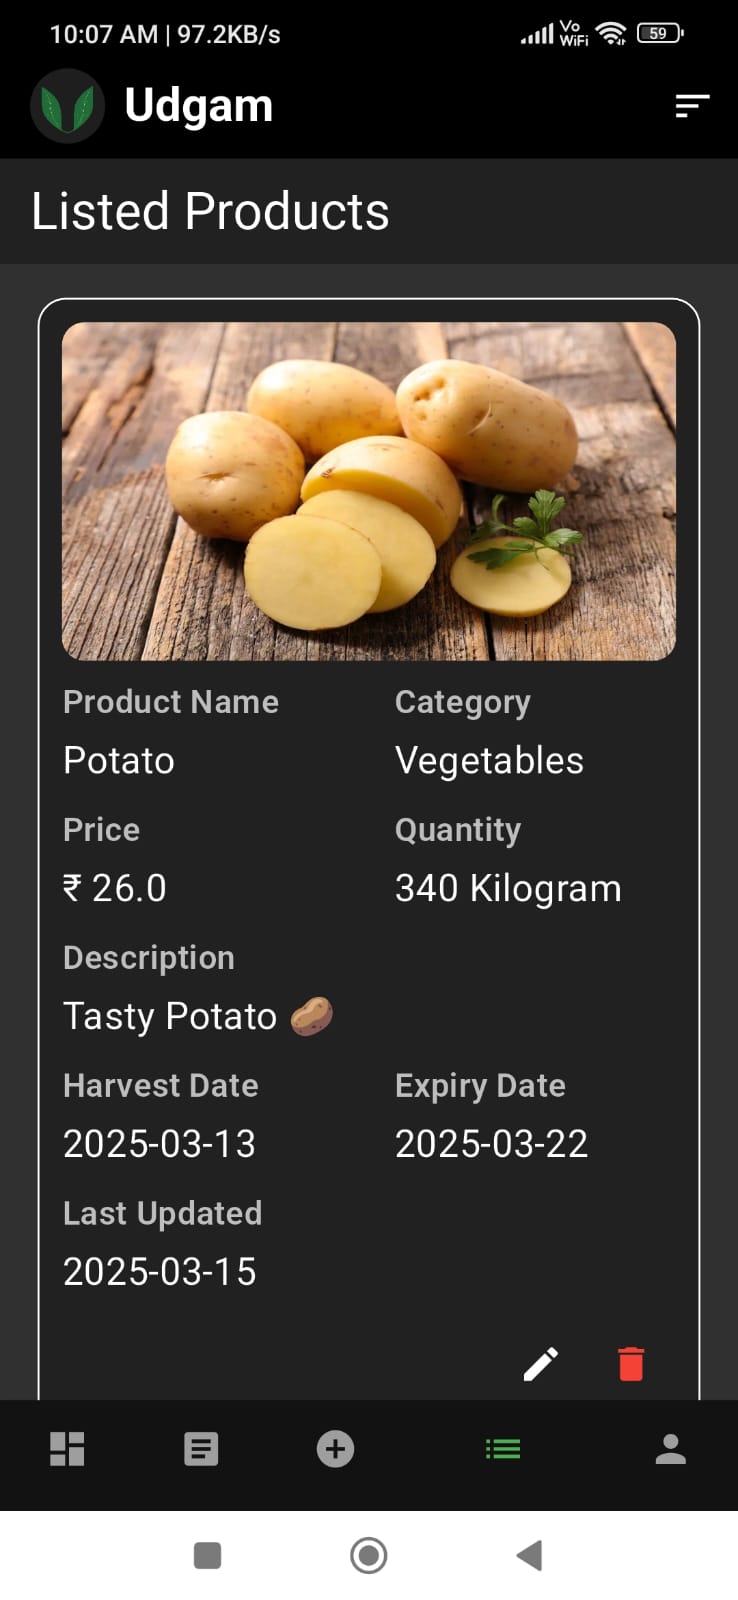 10:07 AM | 97.2KB/s Vo WiFi 59
Udgam
Listed Products
Product Name Category
Potato Vegetables
Price Quantity
₹ 26.0 340 Kilogram
Description
Tasty Potato 🥔
Harvest Date Expiry Date
2025-03-13 2025-03-22
Last Updated
2025-03-15